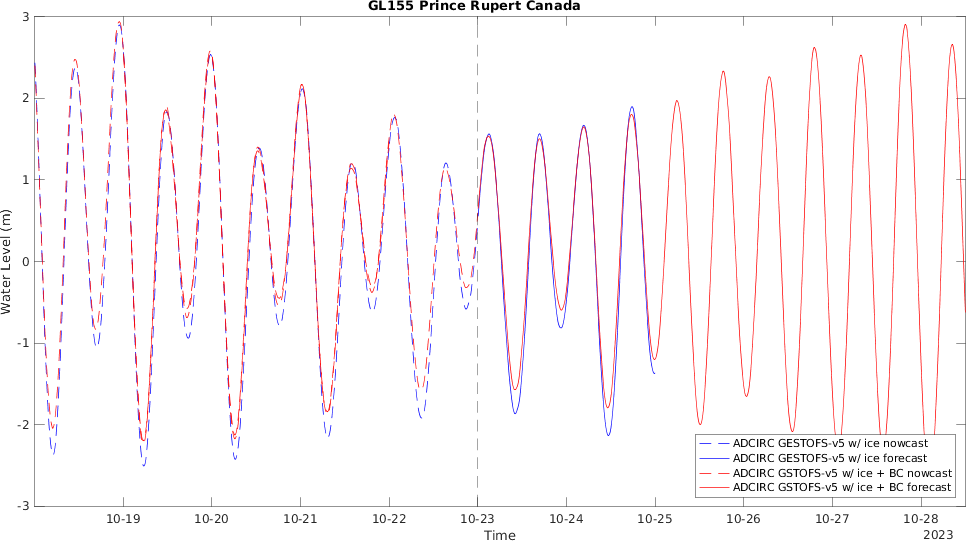 GL155 Prince Rupert Canada
3
2
1
0
-1
-2
-3
Water Level (m)
ADCIRC GESTOFS-v5 w/ ice nowcast
ADCIRC GESTOFS-v5 w/ ice forecast
ADCIRC GSTOFS-v5 w/ ice + BC nowcast
ADCIRC GSTOFS-v5 w/ ice + BC forecast
10-19 10-20 10-21 10-22 10-23 10-24 10-25 10-26 10-27 10-28
Time
2023